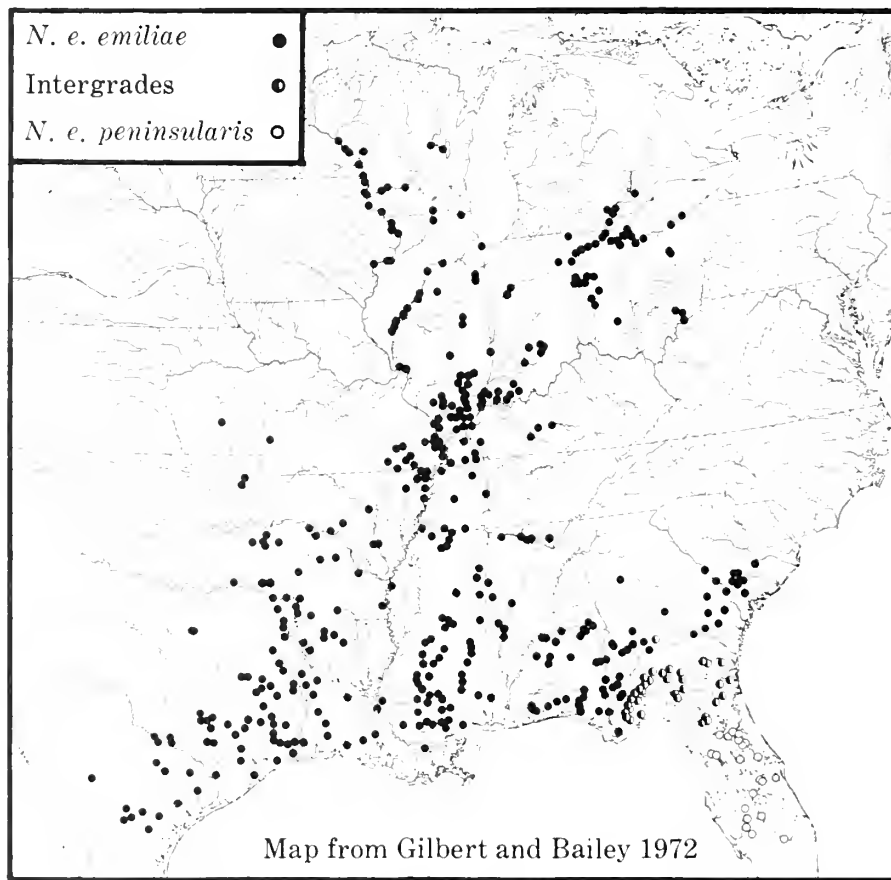 N. e. emiliae
Intergrades
N. e. peninsularis
Map from Gilbert and Bailey 1972